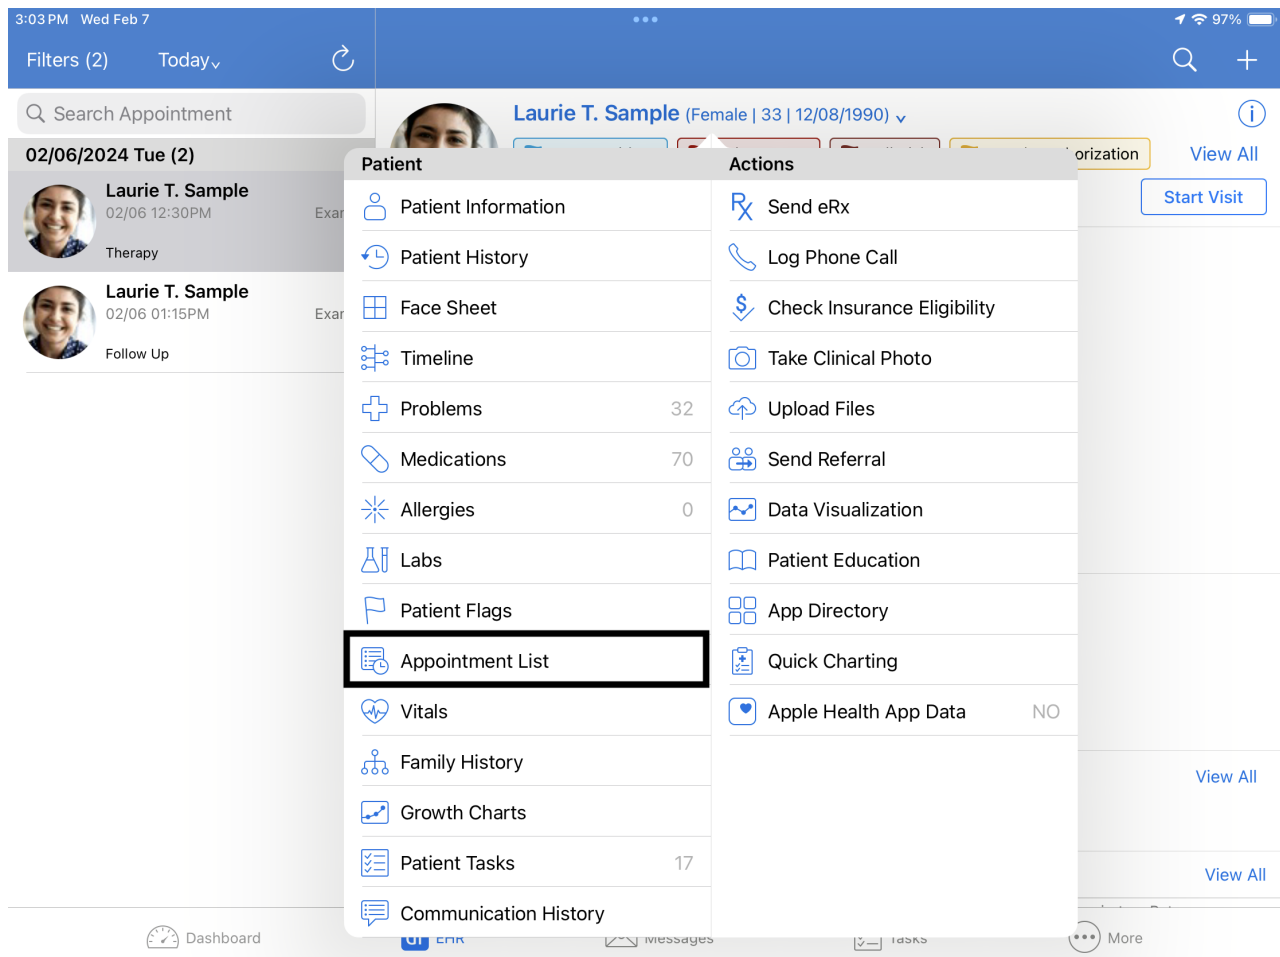 3:03 PM Wed Feb 7
97%
Filters (2) Today
Search Appointment
02/06/2024 Tue (2)
Laurie T. Sample
02/06 12:30PM
Therapy
Laurie T. Sample
02/06 01:15PM
Follow Up
Laurie T. Sample (Female | 33 | 12/08/1990)
View All
Start Visit
Patient
Patient Information
Patient History
Face Sheet
Timeline
Problems 32
Medications 70
Allergies 0
Labs
Patient Flags
Appointment List
Vitals
Family History
Growth Charts
Patient Tasks 17
Communication History
Actions
Send eRx
Log Phone Call
Check Insurance Eligibility
Take Clinical Photo
Upload Files
Send Referral
Data Visualization
Patient Education
App Directory
Quick Charting
Apple Health App Data NO
View All
View All
Dashboard
EHR
Messages
Tasks
More